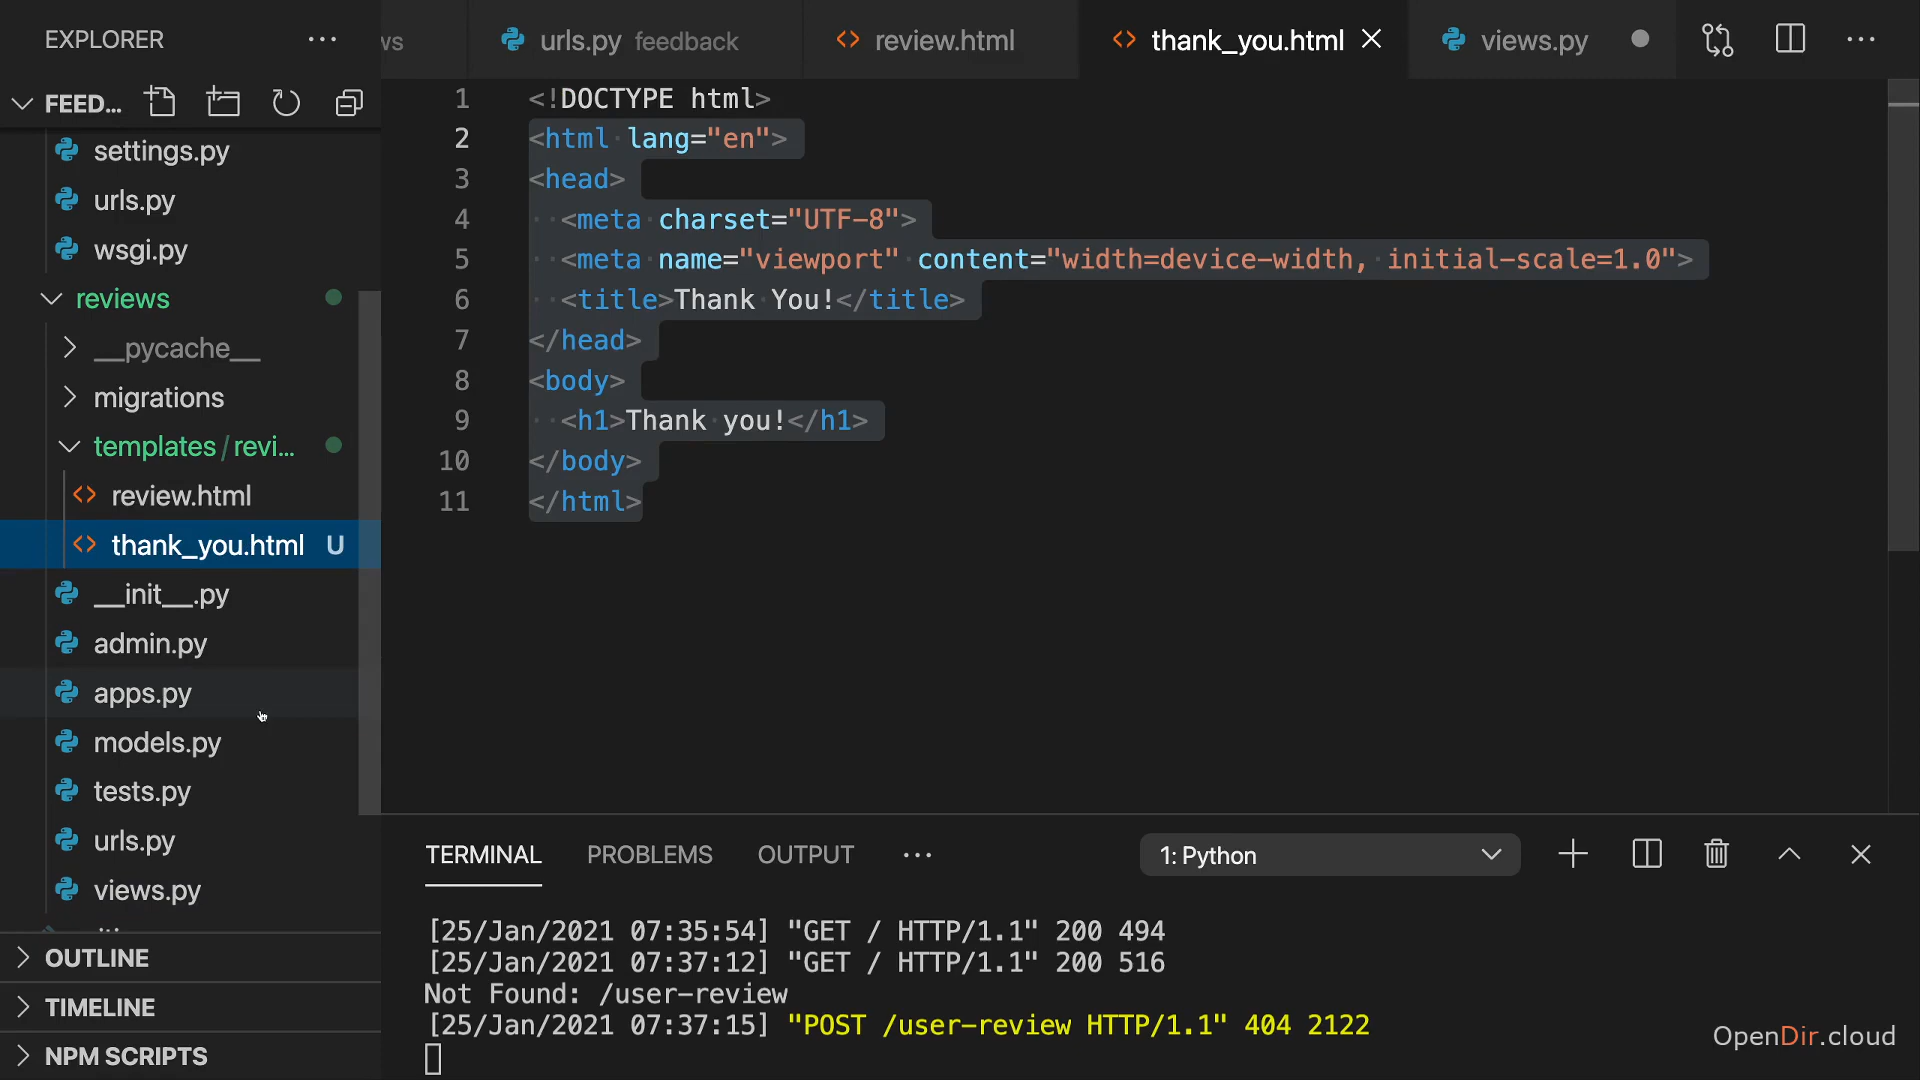 EXPLORER
FEED...
settings.py
urls.py
wsgi.py
reviews
__pycache__
migrations
templates/revi...
review.html
thank_you.html U
__init__.py
admin.py
apps.py
models.py
tests.py
urls.py
views.py
OUTLINE
TIMELINE
NPM SCRIPTS
ws
urls.py feedback
review.html
thank_you.html
views.py
1 <!DOCTYPE html>
2 <html lang="en">
3 <head>
4 <meta charset="UTF-8">
5 <meta name="viewport" content="width=device-width, initial-scale=1.0">
6 <title>Thank You!</title>
7 </head>
8 <body>
9 <h1>Thank you!</h1>
10 </body>
11 </html>
TERMINAL PROBLEMS OUTPUT
1: Python
[25/Jan/2021 07:35:54] "GET / HTTP/1.1" 200 494
[25/Jan/2021 07:37:12] "GET / HTTP/1.1" 200 516
Not Found: /user-review
[25/Jan/2021 07:37:15] "POST /user-review HTTP/1.1" 404 2122
OpenDir.cloud